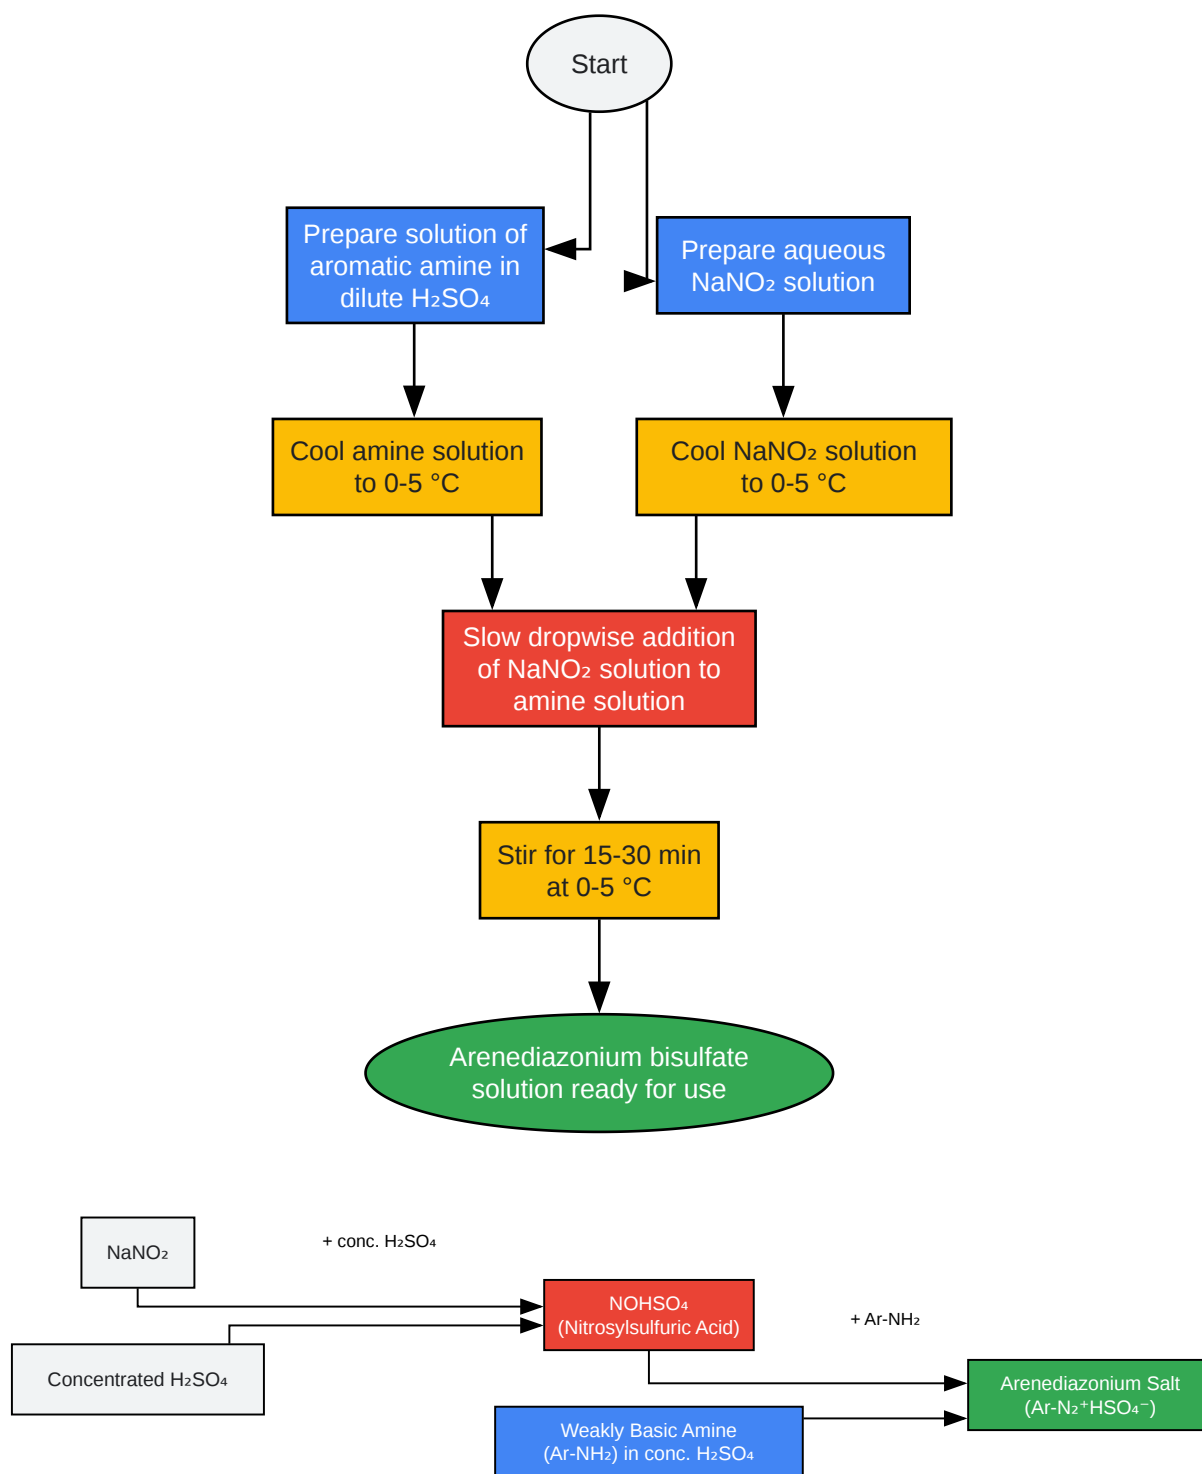 Start
Prepare solution of
aromatic amine in
dilute H₂SO₄
Prepare aqueous
NaNO₂ solution
Cool amine solution
to 0-5 °C
Cool NaNO₂ solution
to 0-5 °C
Slow dropwise addition
of NaNO₂ solution to
amine solution
Stir for 15-30 min
at 0-5 °C
Arenediazonium bisulfate
solution ready for use
NaNO₂
+ conc. H₂SO₄
NOHSO₄
(Nitrosylsulfuric Acid)
+ Ar-NH₂
Concentrated H₂SO₄
Arenediazonium Salt
(Ar-N₂⁺HSO₄⁻)
Weakly Basic Amine
(Ar-NH₂) in conc. H₂SO₄